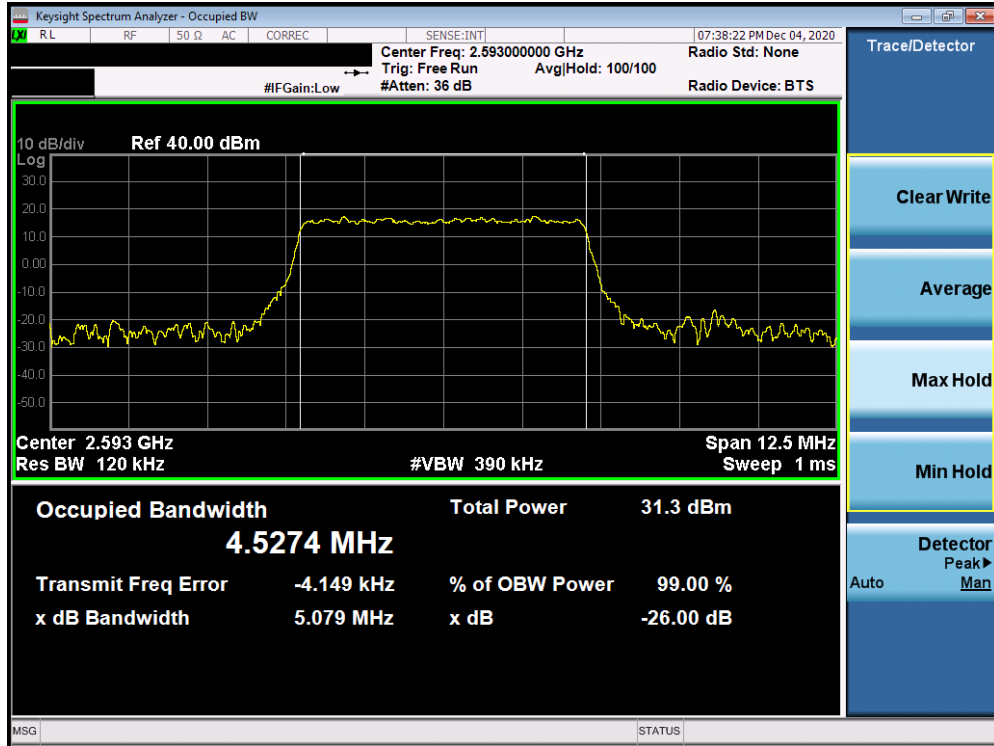 Keysight Spectrum Analyzer - Occupied BW
LXI RL RF 50 Ω AC CORREC SENSE:INT 07:38:22 PM Dec 04, 2020
Center Freq: 2.593000000 GHz Radio Std: None
Trig: Free Run Avg|Hold: 100/100
#IFGain:Low #Atten: 36 dB Radio Device: BTS
Trace/Detector
10 dB/div Ref 40.00 dBm
Log
30.0
20.0
10.0
0.00
-10.0
-20.0
-30.0
-40.0
-50.0
Center 2.593 GHz Span 12.5 MHz
Res BW 120 kHz #VBW 390 kHz Sweep 1 ms
Occupied Bandwidth Total Power 31.3 dBm
4.5274 MHz
Transmit Freq Error -4.149 kHz % of OBW Power 99.00 %
x dB Bandwidth 5.079 MHz x dB -26.00 dB
Clear Write
Average
Max Hold
Min Hold
Detector
Peak▶
Auto Man
MSG STATUS